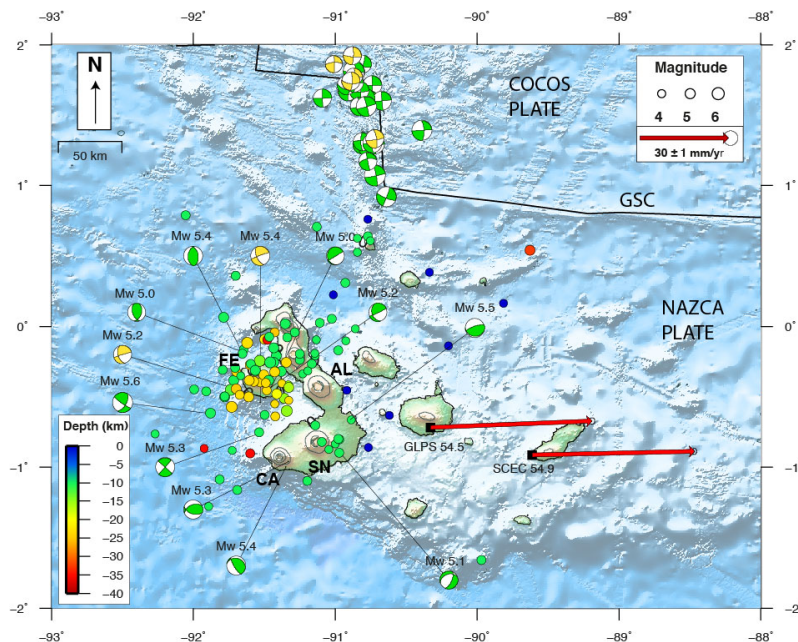 −93° −92° −91° −90° −89° −88°
2°
1°
0°
−1°
−2°
N
50 km
COCOS
PLATE
Magnitude
4 5 6
30 ± 1 mm/yr
GSC
NAZCA
PLATE
Mw 5.4
Mw 5.4
Mw 5.0
Mw 5.0
Mw 5.2
Mw 5.5
Mw 5.2
Mw 5.6
FE
AL
Depth (km)
0
−5
−10
−15
−20
−25
−30
−35
−40
Mw 5.3
Mw 5.3
CA
SN
GLPS 54.5
SCEC 54.9
Mw 5.4
Mw 5.1
2°
1°
0°
−1°
−2°
−93° −92° −91° −90° −89° −88°